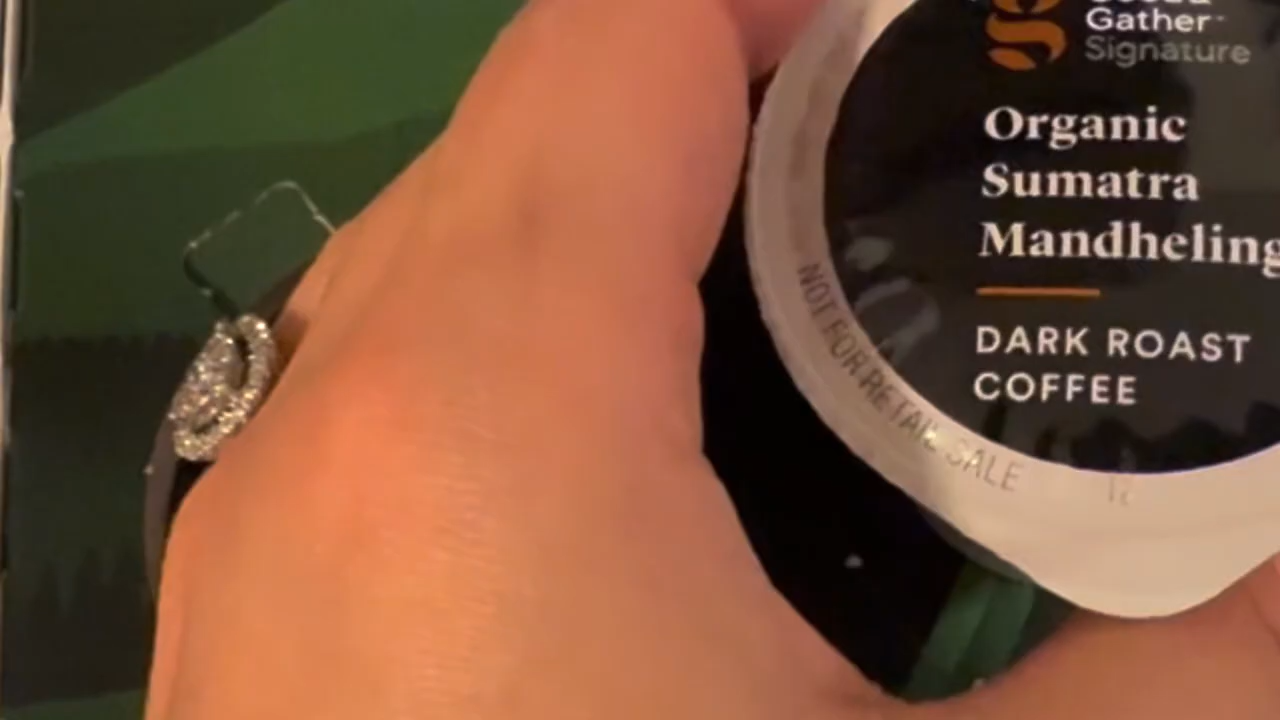 Gather
Signature
Organic
Sumatra
Mandheling
DARK ROAST
COFFEE
NOT FOR RETAIL SALE